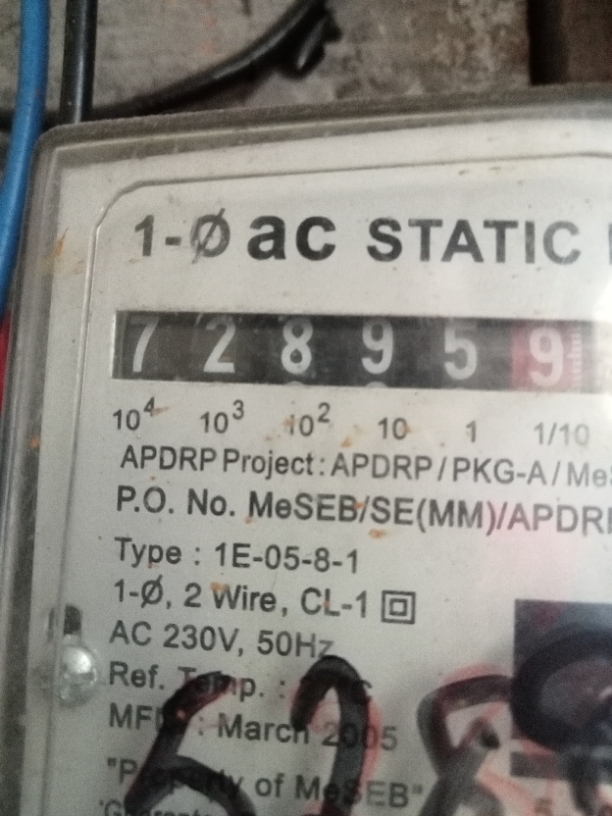 1-Ø ac STATIC
7 2 8 9 5 9
10⁴ 10³ 10² 10 1 1/10
APDRP Project : APDRP / PKG-A / MeS
P.O. No. MeSEB/SE(MM)/APDR
Type : 1E-05-8-1
1-Ø, 2 Wire, CL-1
AC 230V, 50Hz
Ref. Temp. :
MFD : March 2005
"Property of MeSEB"